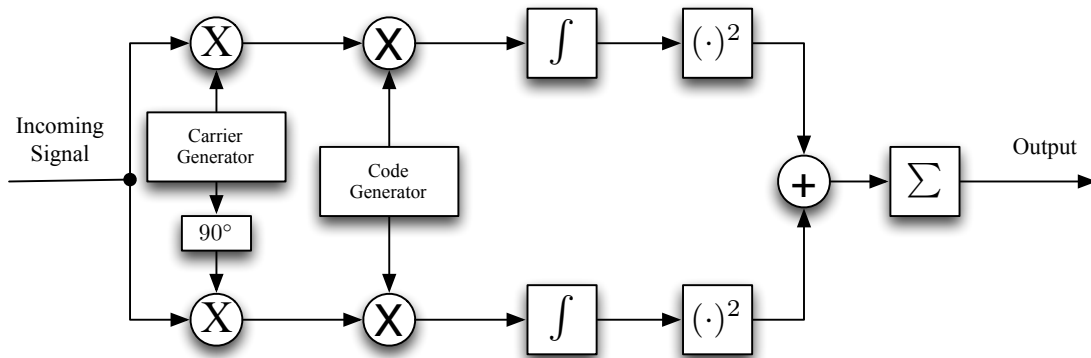 X
X
∫
(·)²
Carrier
Generator
Incoming
Signal
Code
Generator
Output
+
∑
90°
X
X
∫
(·)²